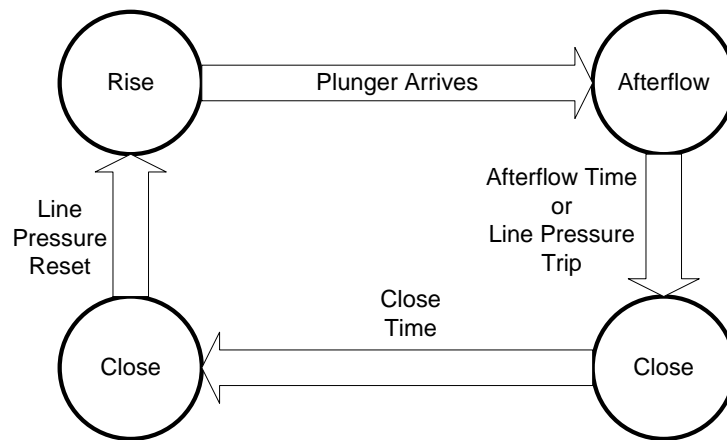 Rise
Plunger Arrives
Afterflow
Line
Pressure
Reset
Afterflow Time
or
Line Pressure
Trip
Close
Time
Close
Close